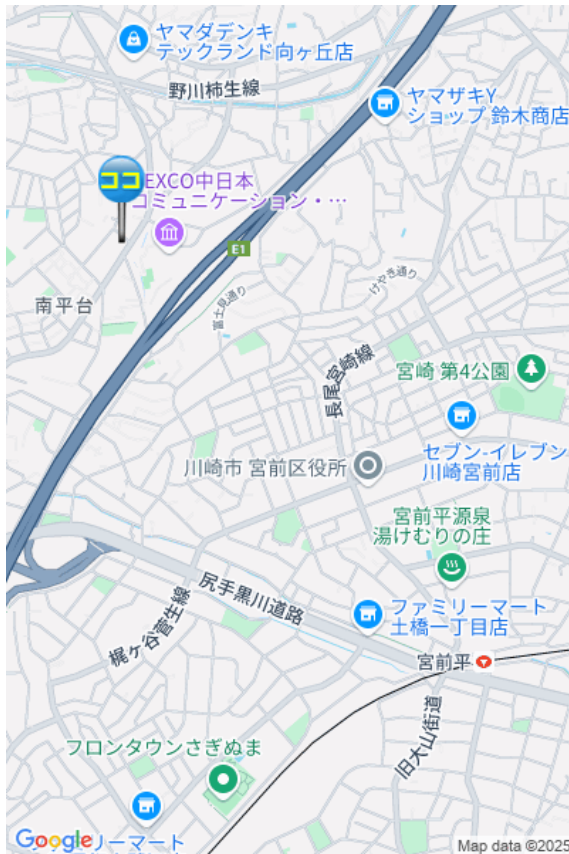 ヤマダデンキ
テックランド向ヶ丘店
野川柿生線
ヤマザキY
ショップ 鈴木商店
ココ
EXCO中日本
コミュニケーション・…
E1
南平台
富士見通り
けやき通り
長尾宮崎線
宮崎 第4公園
セブン-イレブン
川崎宮前店
川崎市 宮前区役所
宮前平源泉
湯けむりの庄
尻手黒川道路
ファミリーマート
土橋一丁目店
梶ヶ谷菅生線
宮前平
旧大山街道
フロンタウンさぎぬま
Google
ミリーマート
Map data ©2025